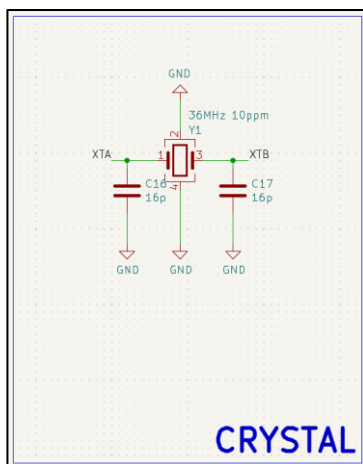 GND
36MHz 10ppm
Y1
2
XTA
1
3
XTB
C16
16p
4
C17
16p
GND
GND
GND
CRYSTAL